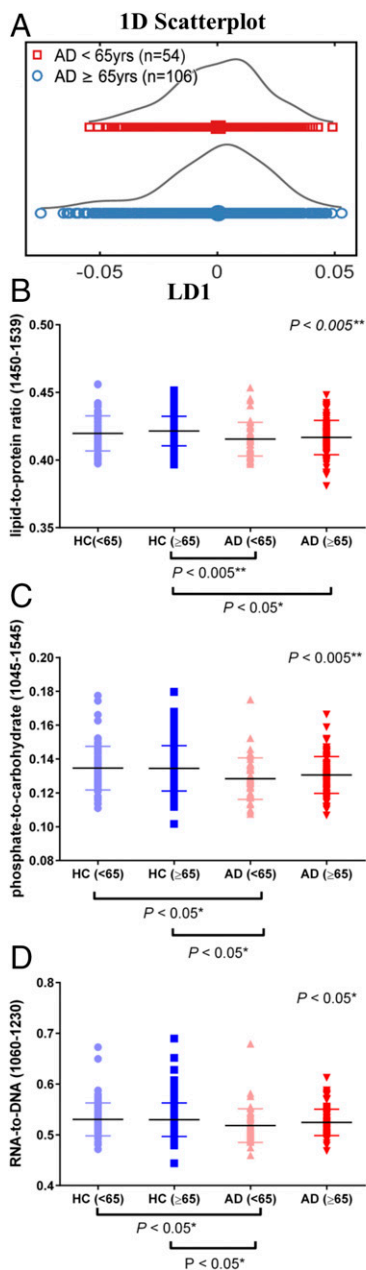 A
1D Scatterplot
AD < 65yrs (n=54)
AD ≥ 65yrs (n=106)
-0.05 0 0.05
LD1
B
lipid-to-protein ratio (1450-1539)
P < 0.005**
0.50
0.45
0.40
0.35
HC(<65) HC (≥65) AD (<65) AD (≥65)
P < 0.005**
P < 0.05*
C
phosphate-to-carbohydrate (1045-1545)
P < 0.005**
0.20
0.18
0.16
0.14
0.12
0.10
0.08
HC (<65) HC (≥65) AD (<65) AD (≥65)
P < 0.05*
P < 0.05*
D
RNA-to-DNA (1060-1230)
P < 0.05*
0.8
0.7
0.6
0.5
0.4
HC (<65) HC (≥65) AD (<65) AD (≥65)
P < 0.05*
P < 0.05*